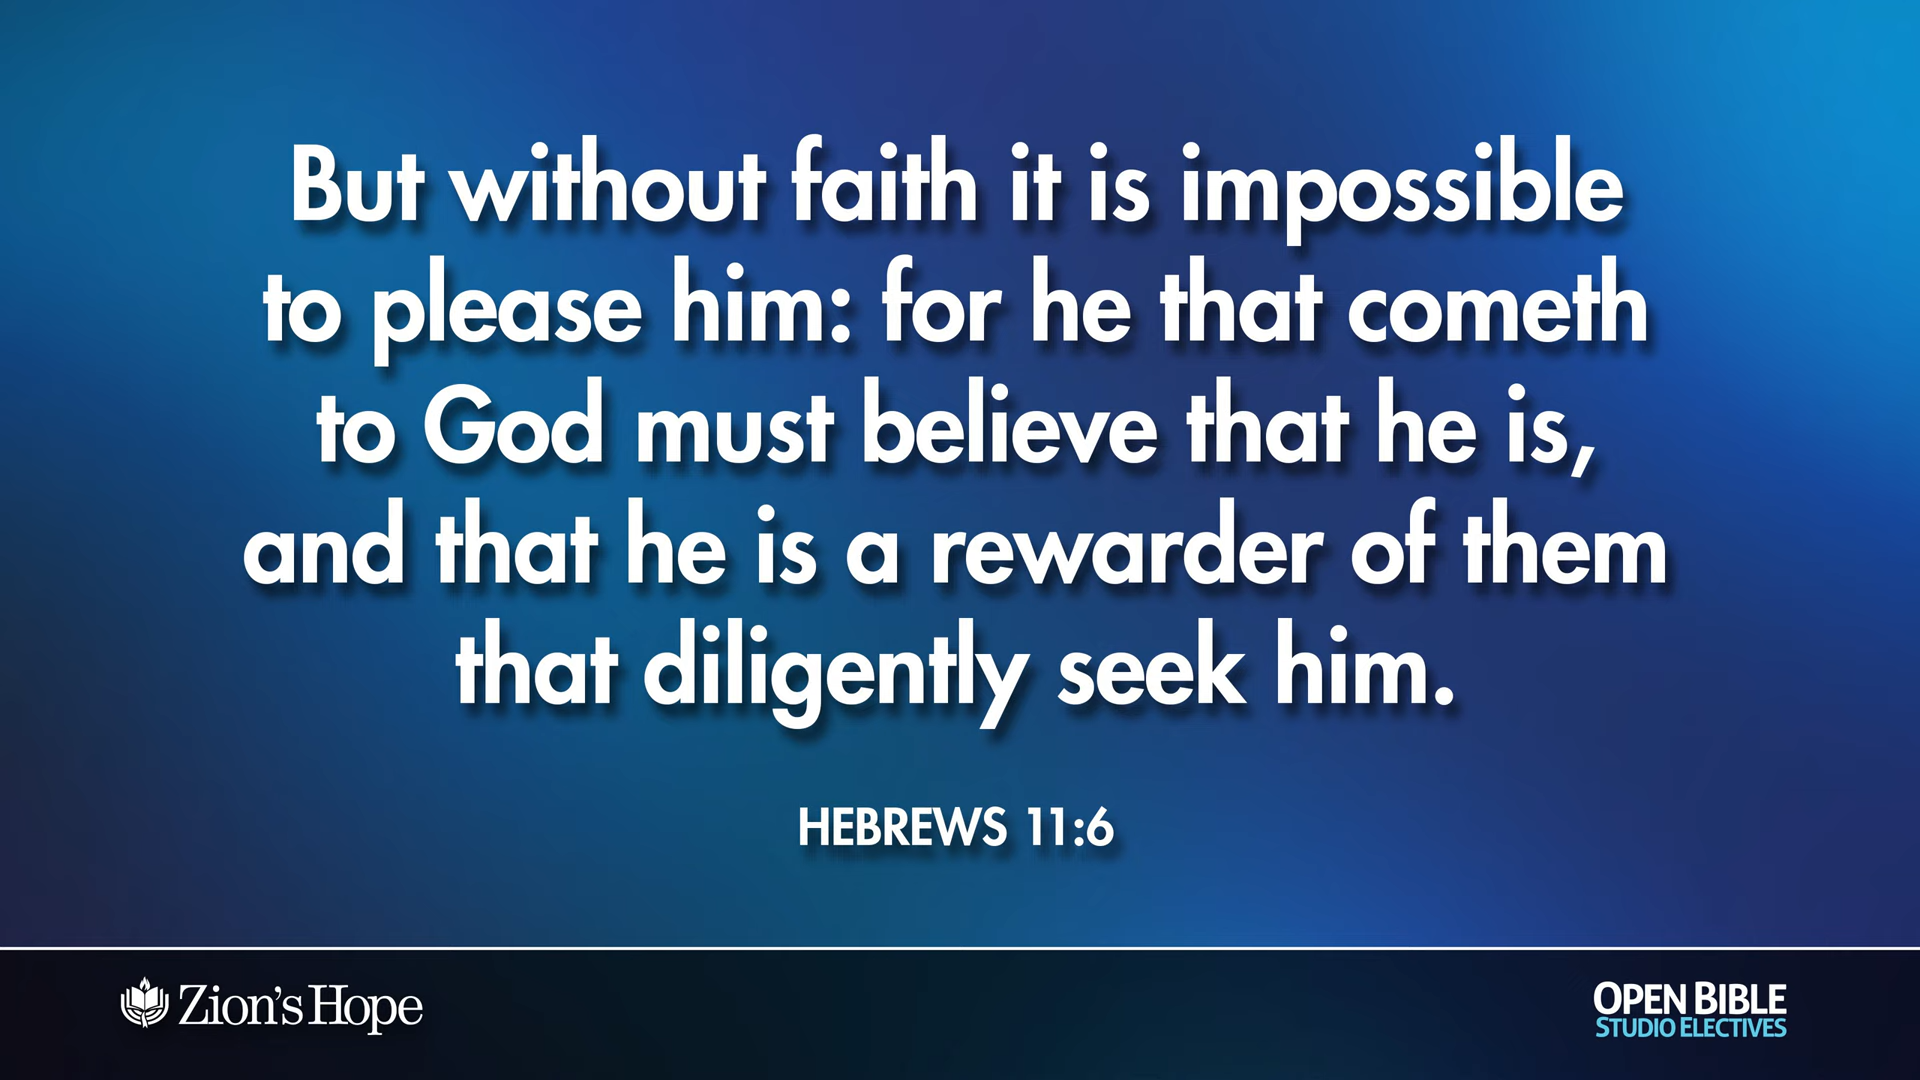 But without faith it is impossible
to please him: for he that cometh
to God must believe that he is,
and that he is a rewarder of them
that diligently seek him.
HEBREWS 11:6
Zion's Hope
OPEN BIBLE
STUDIO ELECTIVES